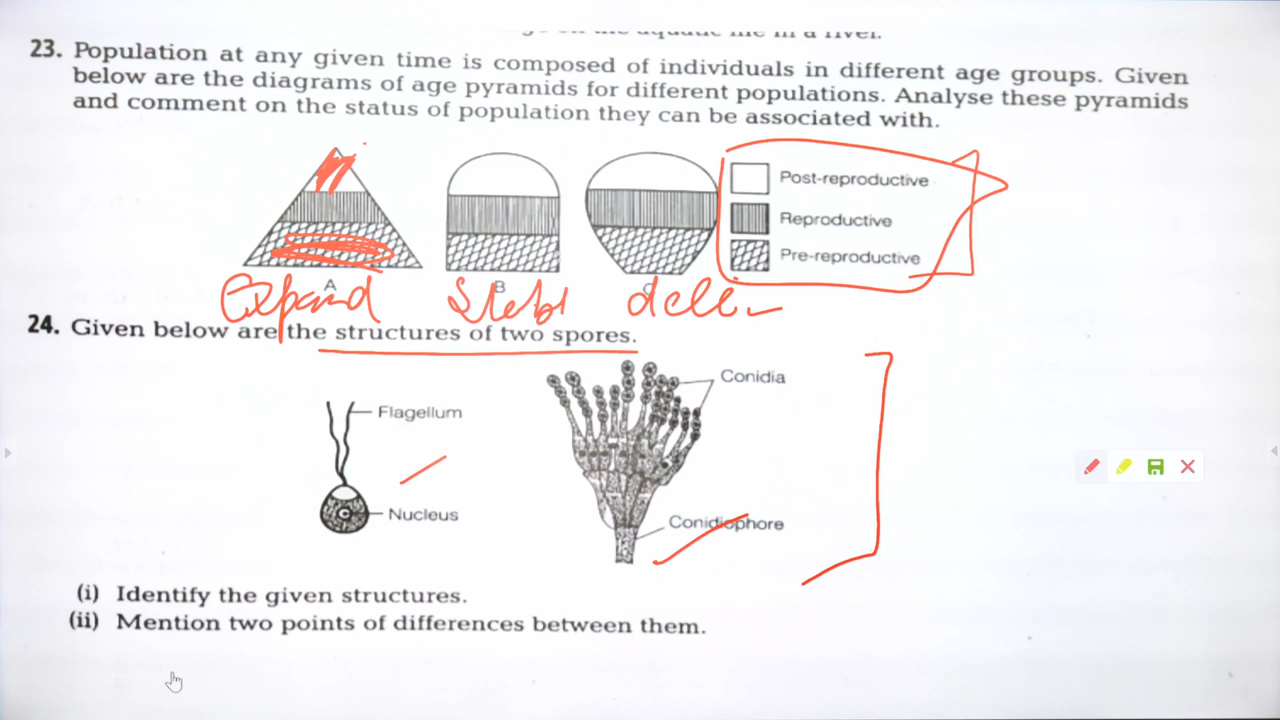 23. Population at any given time is composed of individuals in different age groups. Given
below are the diagrams of age pyramids for different populations. Analyse these pyramids
and comment on the status of population they can be associated with.
Post-reproductive
Reproductive
Pre-reproductive
A
B
Expand
24. Given below are the structures of two spores.
Conidia
Flagellum
Nucleus
Conidiophore
(i) Identify the given structures.
(ii) Mention two points of differences between them.